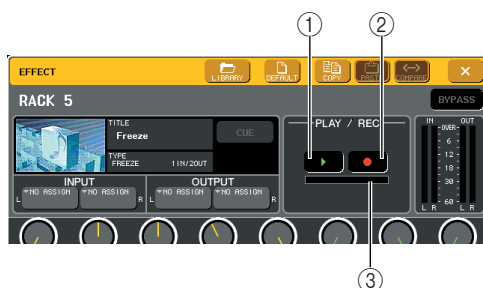 ① ②
EFFECT LIBRARY DEFAULT COPY PASTE COMPARE ×
RACK 5 BYPASS
TITLE
Freeze
CUE
TYPE
FREEZE 1IN/2OUT
PLAY / REC
IN OUT
OVER
6
12
18
30
60
L R L R
INPUT OUTPUT
L NO ASSIGN NO ASSIGN R L NO ASSIGN NO ASSIGN R
③